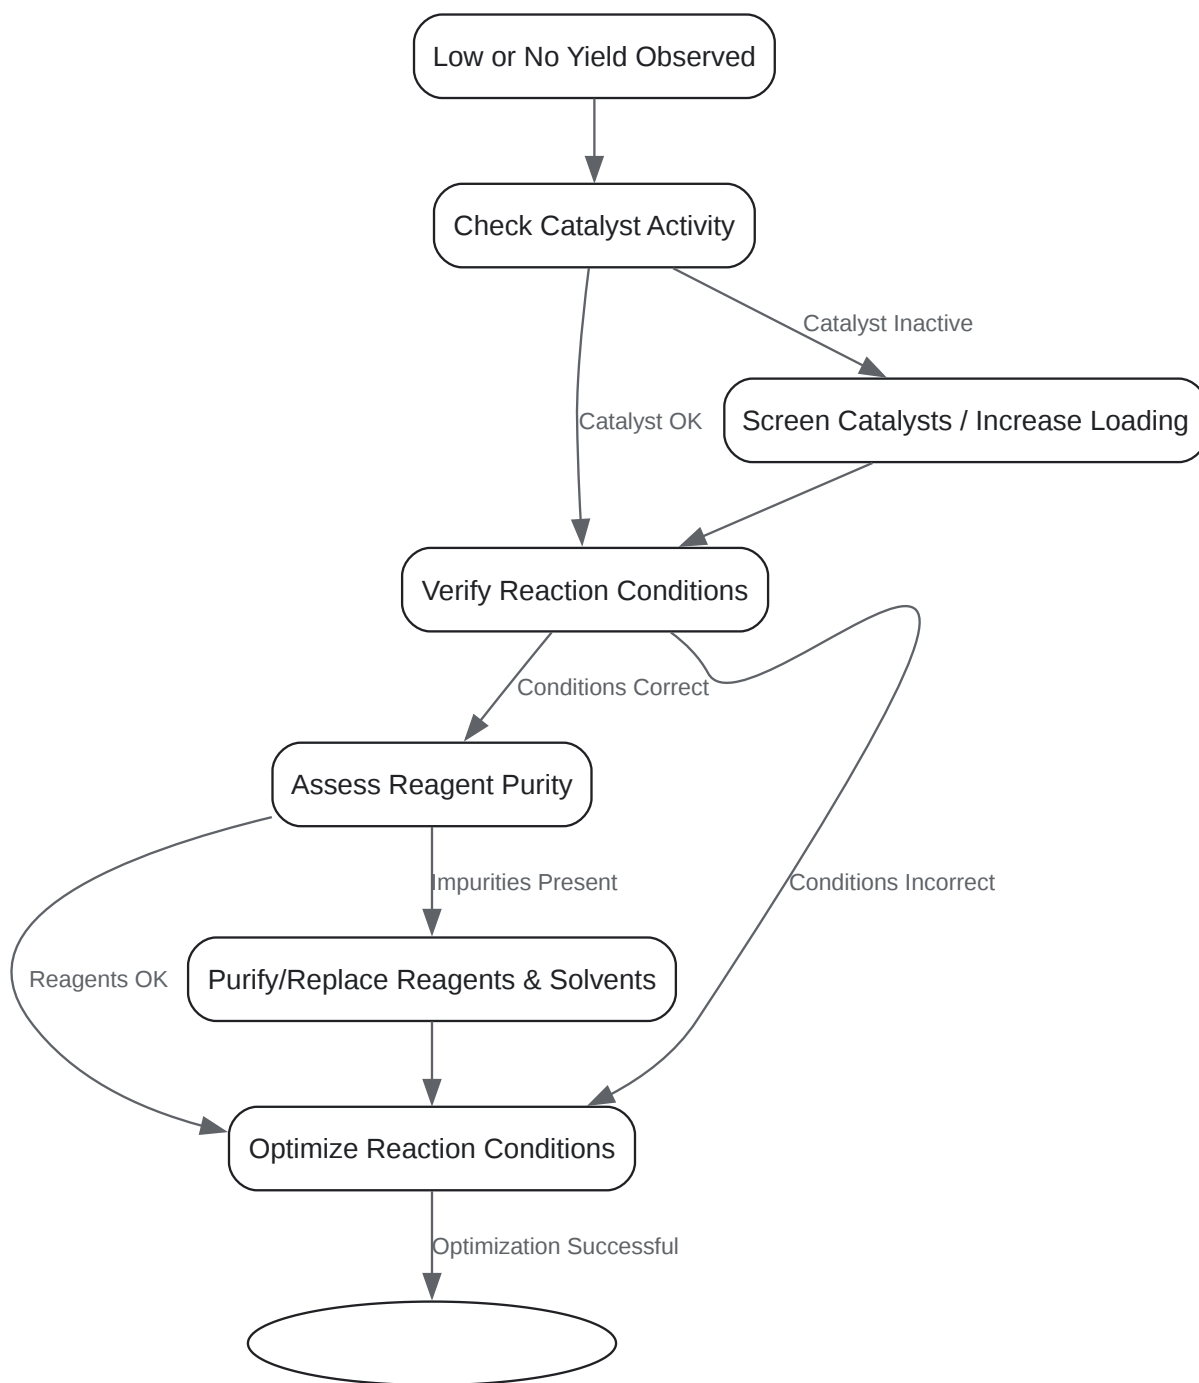 Low or No Yield Observed
Check Catalyst Activity
Catalyst Inactive
Catalyst OK
Screen Catalysts / Increase Loading
Verify Reaction Conditions
Conditions Correct
Assess Reagent Purity
Impurities Present
Conditions Incorrect
Reagents OK
Purify/Replace Reagents & Solvents
Optimize Reaction Conditions
Optimization Successful